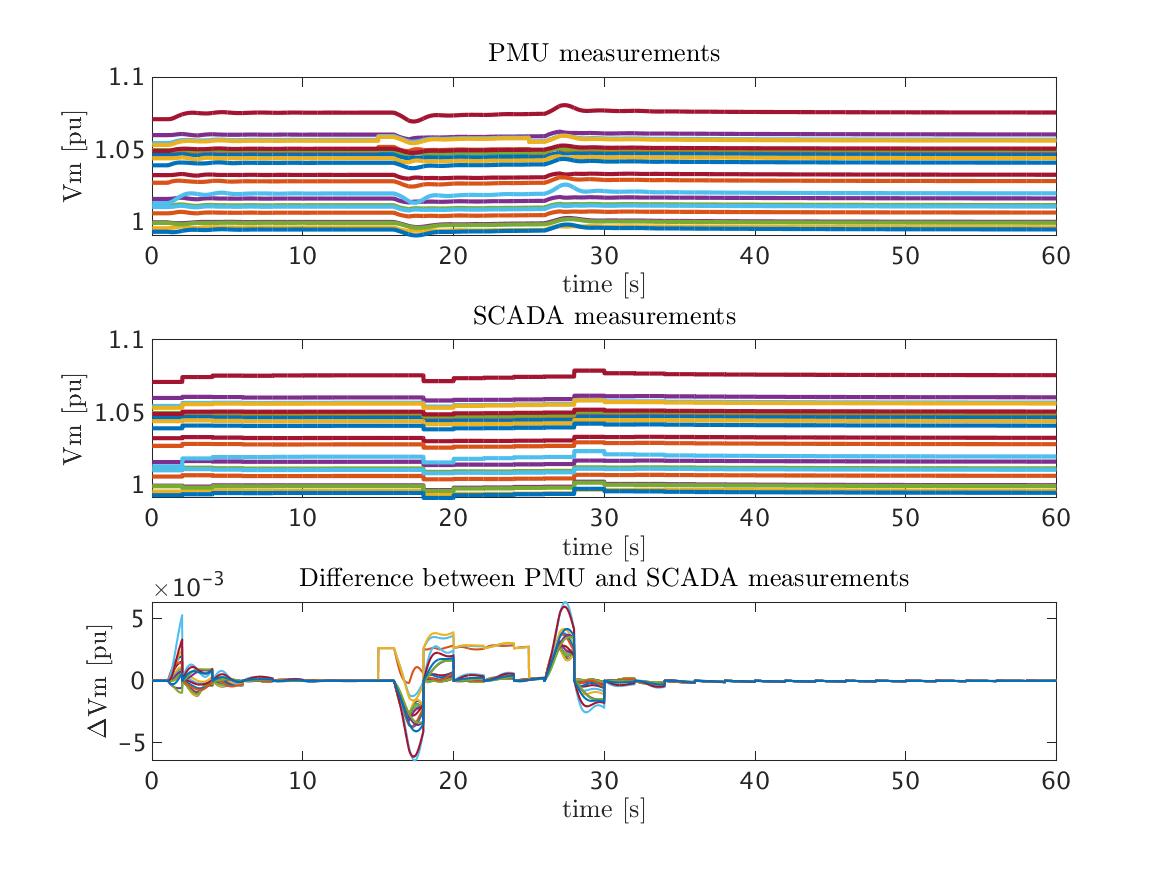 PMU measurements
1.1
1.05
1
Vm [pu]
0 10 20 30 40 50 60
time [s]
SCADA measurements
1.1
1.05
1
Vm [pu]
0 10 20 30 40 50 60
time [s]
Difference between PMU and SCADA measurements
×10⁻³
5
0
-5
ΔVm [pu]
0 10 20 30 40 50 60
time [s]